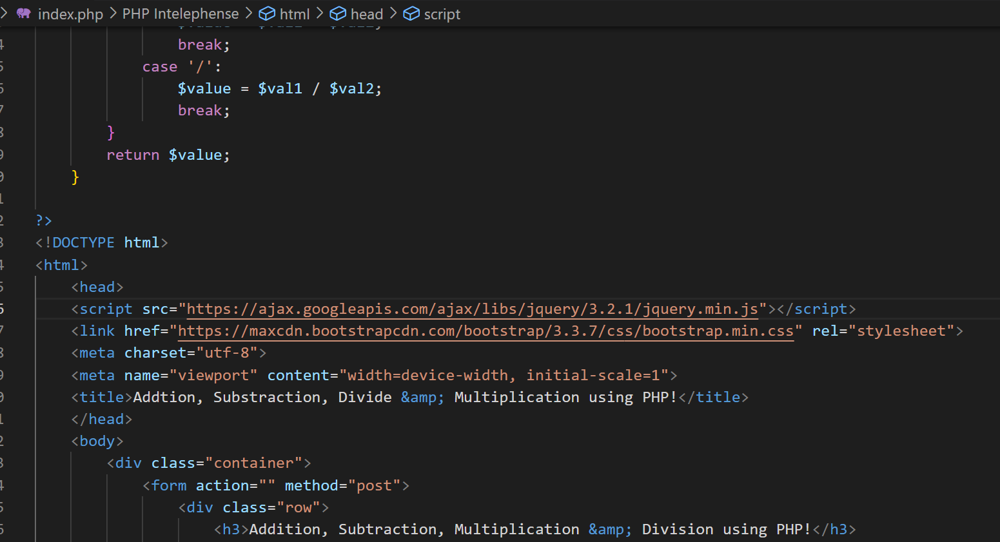 index.php > PHP Intelephense > html > head > script
break;
case '/':
$value = $val1 / $val2;
break;
}
return $value;
}
?>
<!DOCTYPE html>
<html>
<head>
<script src="https://ajax.googleapis.com/ajax/libs/jquery/3.2.1/jquery.min.js"></script>
<link href="https://maxcdn.bootstrapcdn.com/bootstrap/3.3.7/css/bootstrap.min.css" rel="stylesheet">
<meta charset="utf-8">
<meta name="viewport" content="width=device-width, initial-scale=1">
<title>Addtion, Substraction, Divide &amp; Multiplication using PHP!</title>
</head>
<body>
<div class="container">
<form action="" method="post">
<div class="row">
<h3>Addition, Subtraction, Multiplication &amp; Division using PHP!</h3>